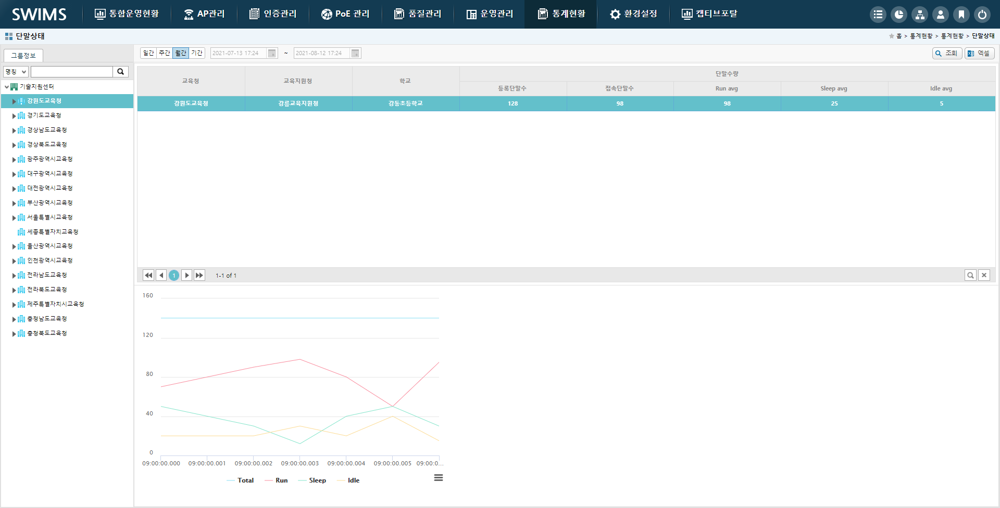 SWIMS 통합운영현황 AP관리 인증관리 PoE 관리 품질관리 운영관리 통계현황 환경설정 캡티브포탈
단말상태
홈 > 통계현황 > 통계현황 > 단말상태
그룹정보
명칭
기술지원센터
강원도교육청
경기도교육청
경상남도교육청
경상북도교육청
광주광역시교육청
대구광역시교육청
대전광역시교육청
부산광역시교육청
서울특별시교육청
세종특별자치교육청
울산광역시교육청
인천광역시교육청
전라남도교육청
전라북도교육청
제주특별자치시교육청
충청남도교육청
충청북도교육청
일간 주간 월간 기간 2021-07-13 17:24 ~ 2021-08-12 17:24 조회 엑셀
교육청 교육지원청 학교 단말수량
등록단말수 접속단말수 Run avg Sleep avg Idle avg
강원도교육청 강릉교육지원청 강동초등학교 128 98 98 25 5
1 1-1 of 1
160
120
80
40
0
09:00:00.000 09:00:00.001 09:00:00.002 09:00:00.003 09:00:00.004 09:00:00.005 09:00:0...
Total Run Sleep Idle